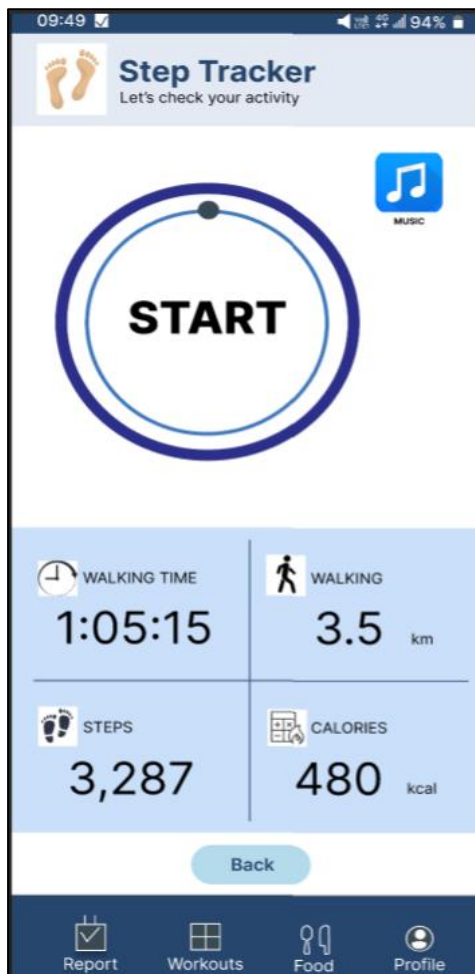 09:49 94%
Step Tracker
Let's check your activity
MUSIC
START
WALKING TIME
1:05:15
WALKING
3.5 km
STEPS
3,287
CALORIES
480 kcal
Back
Report Workouts Food Profile